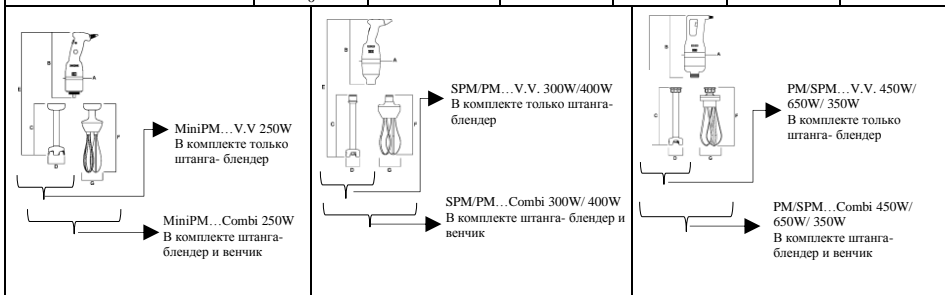 B
A
E
C
F
D
G
MiniPM…V.V 250W
В комплекте только
штанга- блендер
MiniPM…Combi 250W
В комплекте штанга-
блендер и венчик
B
A
E
C
F
D
G
SPM/PM…V.V. 300W/400W
В комплекте только штанга-
блендер
SPM/PM…Combi 300W/ 400W
В комплекте штанга- блендер и
венчик
B
A
C
F
D
G
PM/SPM…V.V. 450W/
650W/ 350W
В комплекте только
штанга- блендер
PM/SPM…Combi 450W/
650W/ 350W
В комплекте штанга-
блендер и венчик